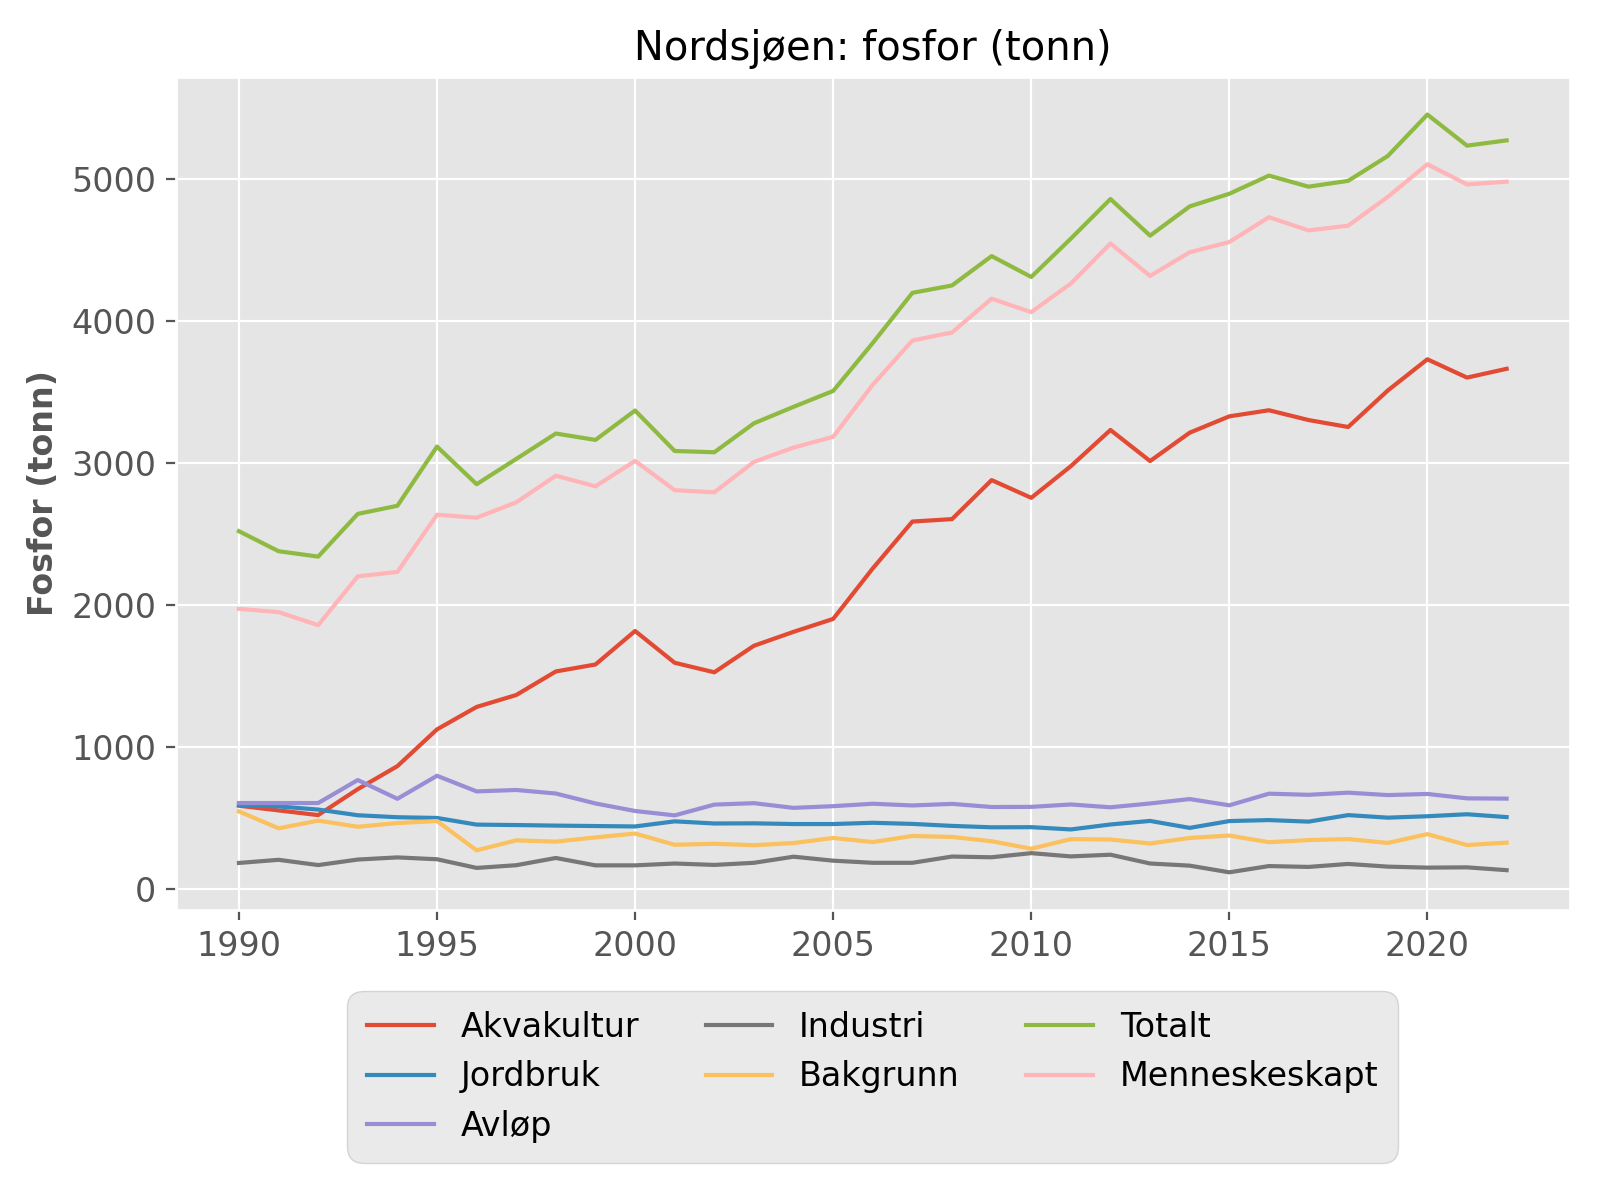 Nordsjøen: fosfor (tonn)
Fosfor (tonn)
5000
4000
3000
2000
1000
0
1990 1995 2000 2005 2010 2015 2020
Akvakultur Industri Totalt
Jordbruk Bakgrunn Menneskeskapt
Avløp